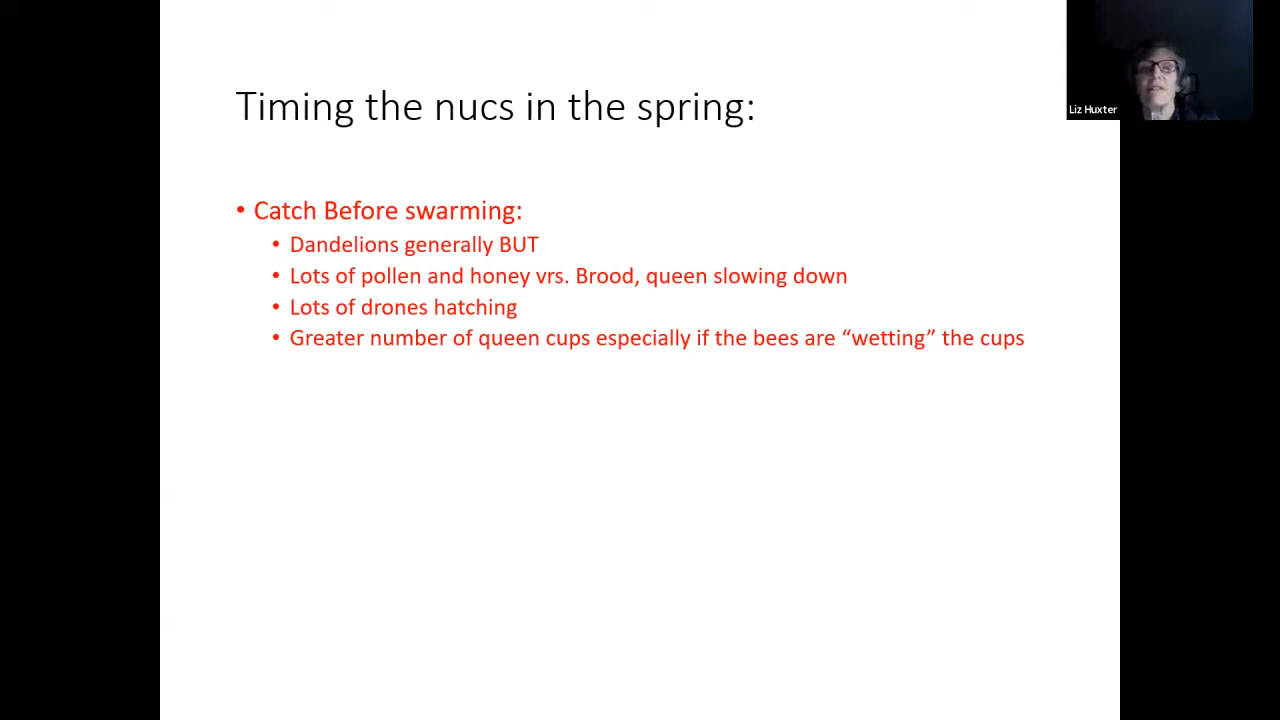 Timing the nucs in the spring:
• Catch Before swarming:
• Dandelions generally BUT
• Lots of pollen and honey vrs. Brood, queen slowing down
• Lots of drones hatching
• Greater number of queen cups especially if the bees are “wetting” the cups
Liz Huxter